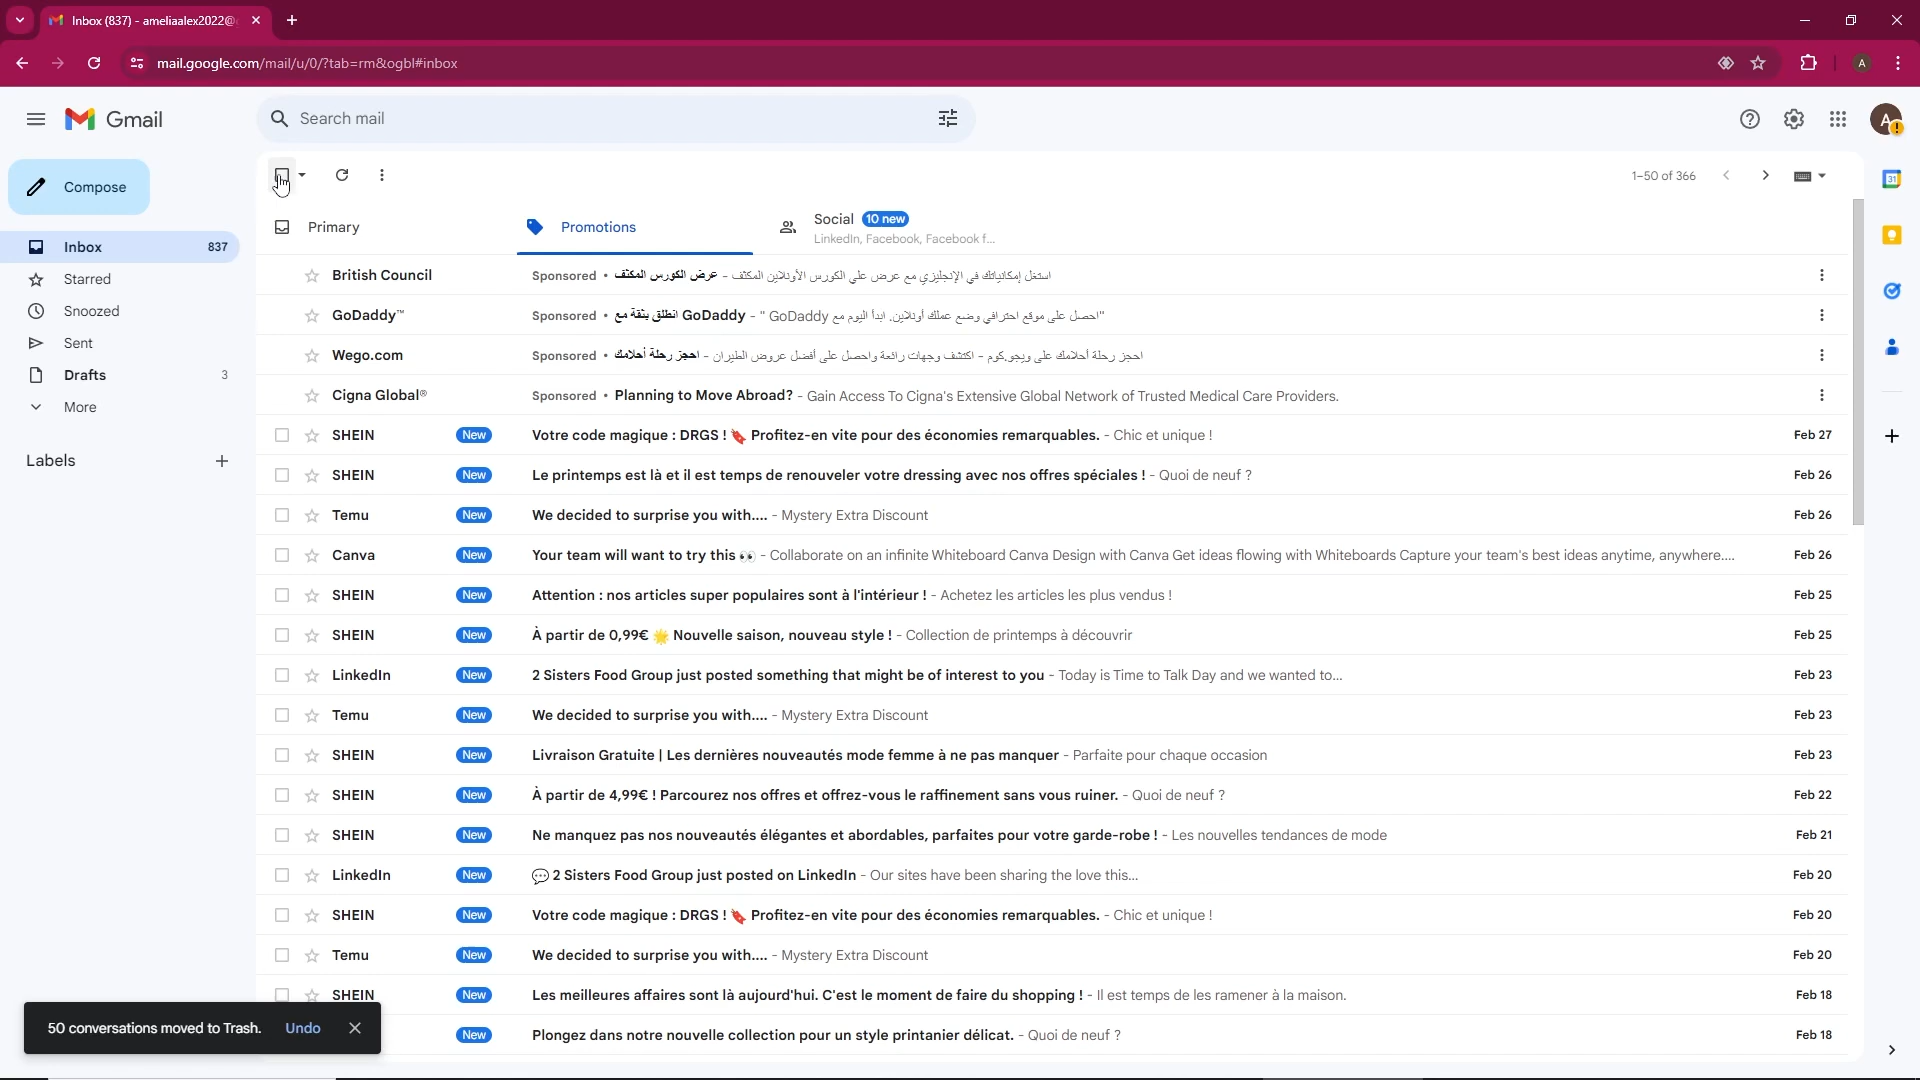 Inbox (837) - ameliaalex2022@
mail.google.com/mail/u/0/?tab=rm&ogbl#inbox
A
Gmail
Search mail
A
Compose
1–50 of 366
Primary
Promotions
Social 10 new
LinkedIn, Facebook, Facebook f...
Inbox 837
Starred
Snoozed
Sent
Drafts 3
More
Labels
31
British Council Sponsored • عرض الكورس المكثف - استغل إمكانياتك في الإنجليزي مع عرض علي الكورس الأونلاين المكثف
GoDaddy™ Sponsored • انطلق بثقة مع GoDaddy - "احصل على موقع احترافي وضع عملك أونلاين. ابدأ اليوم مع GoDaddy "
Wego.com Sponsored • احجز رحلة أحلامك - احجز رحلة أحلامك على ويجو.كوم - اكتشف وجهات رائعة واحصل على أفضل عروض الطيران
Cigna Global® Sponsored • Planning to Move Abroad? - Gain Access To Cigna's Extensive Global Network of Trusted Medical Care Providers.
SHEIN New Votre code magique : DRGS ! 🔖 Profitez-en vite pour des économies remarquables. - Chic et unique ! Feb 27
SHEIN New Le printemps est là et il est temps de renouveler votre dressing avec nos offres spéciales ! - Quoi de neuf ? Feb 26
Temu New We decided to surprise you with.... - Mystery Extra Discount Feb 26
Canva New Your team will want to try this 👀 - Collaborate on an infinite Whiteboard Canva Design with Canva Get ideas flowing with Whiteboards Capture your team's best ideas anytime, anywhere.... Feb 26
SHEIN New Attention : nos articles super populaires sont à l'intérieur ! - Achetez les articles les plus vendus ! Feb 25
SHEIN New À partir de 0,99€ 🌟 Nouvelle saison, nouveau style ! - Collection de printemps à découvrir Feb 25
LinkedIn New 2 Sisters Food Group just posted something that might be of interest to you - Today is Time to Talk Day and we wanted to... Feb 23
Temu New We decided to surprise you with.... - Mystery Extra Discount Feb 23
SHEIN New Livraison Gratuite | Les dernières nouveautés mode femme à ne pas manquer - Parfaite pour chaque occasion Feb 23
SHEIN New À partir de 4,99€ ! Parcourez nos offres et offrez-vous le raffinement sans vous ruiner. - Quoi de neuf ? Feb 22
SHEIN New Ne manquez pas nos nouveautés élégantes et abordables, parfaites pour votre garde-robe ! - Les nouvelles tendances de mode Feb 21
LinkedIn New 💬 2 Sisters Food Group just posted on LinkedIn - Our sites have been sharing the love this... Feb 20
SHEIN New Votre code magique : DRGS ! 🔖 Profitez-en vite pour des économies remarquables. - Chic et unique ! Feb 20
Temu New We decided to surprise you with.... - Mystery Extra Discount Feb 20
SHEIN New Les meilleures affaires sont là aujourd'hui. C'est le moment de faire du shopping ! - Il est temps de les ramener à la maison. Feb 18
New Plongez dans notre nouvelle collection pour un style printanier délicat. - Quoi de neuf ? Feb 18
50 conversations moved to Trash. Undo